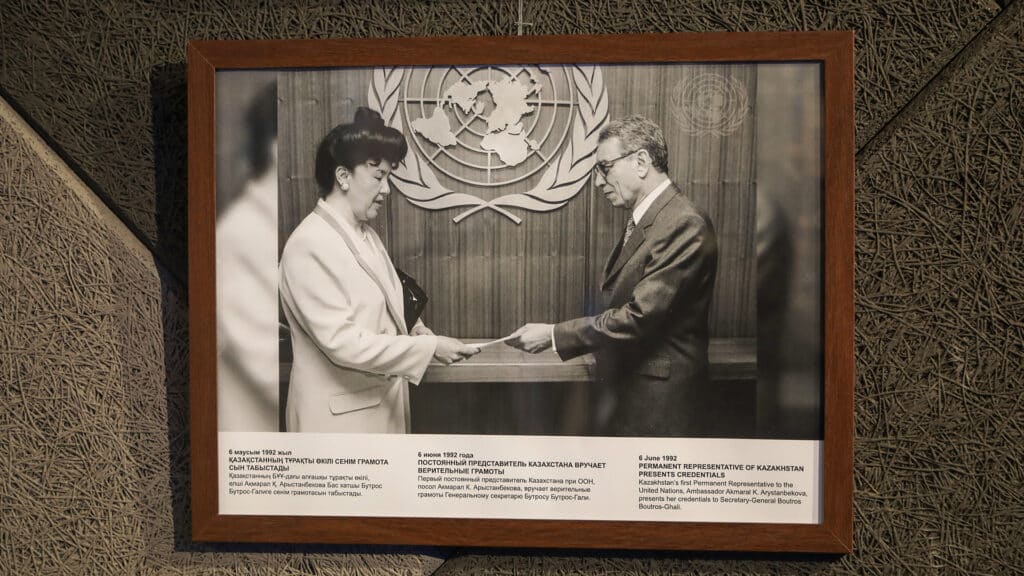 6 маусым 1992 жыл
ҚАЗАҚСТАННЫҢ ТҰРАҚТЫ ӨКІЛІ СЕНІМ ГРАМОТА
СЫН ТАБЫСТАДЫ
Қазақстанның БҰҰ-дағы алғашқы тұрақты өкілі,
елші Ақмарал Қ. Арыстанбекова Бас хатшы Бутрос
Бутрос-Галиге сенім грамотасын табыстады.
6 июня 1992 года
ПОСТОЯННЫЙ ПРЕДСТАВИТЕЛЬ КАЗАХСТАНА ВРУЧАЕТ
ВЕРИТЕЛЬНЫЕ ГРАМОТЫ
Первый постоянный представитель Казахстана при ООН,
посол Акмарал К. Арыстанбекова, вручает верительные
грамоты Генеральному секретарю Бутросу Бутрос-Гали.
6 June 1992
PERMANENT REPRESENTATIVE OF KAZAKHSTAN
PRESENTS CREDENTIALS
Kazakhstan's first Permanent Representative to the
United Nations, Ambassador Akmaral K. Arystanbekova,
presents her credentials to Secretary-General Boutros
Boutros-Ghali.